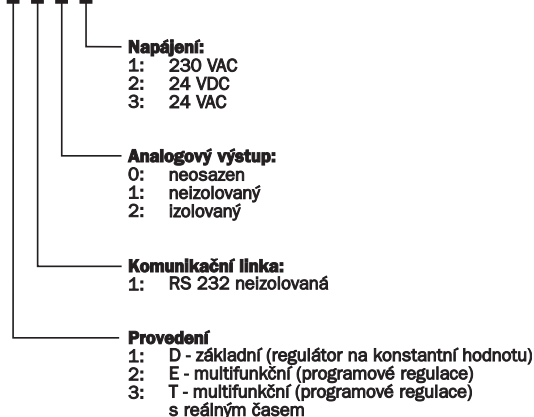 Napájení:
1: 230 VAC
2: 24 VDC
3: 24 VAC
Analogový výstup:
0: neosazen
1: neizolovaný
2: izolovaný
Komunikační linka:
1: RS 232 neizolovaná
Provedení
1: D - základní (regulátor na konstantní hodnotu)
2: E - multifunkční (programové regulace)
3: T - multifunkční (programové regulace)
s reálným časem